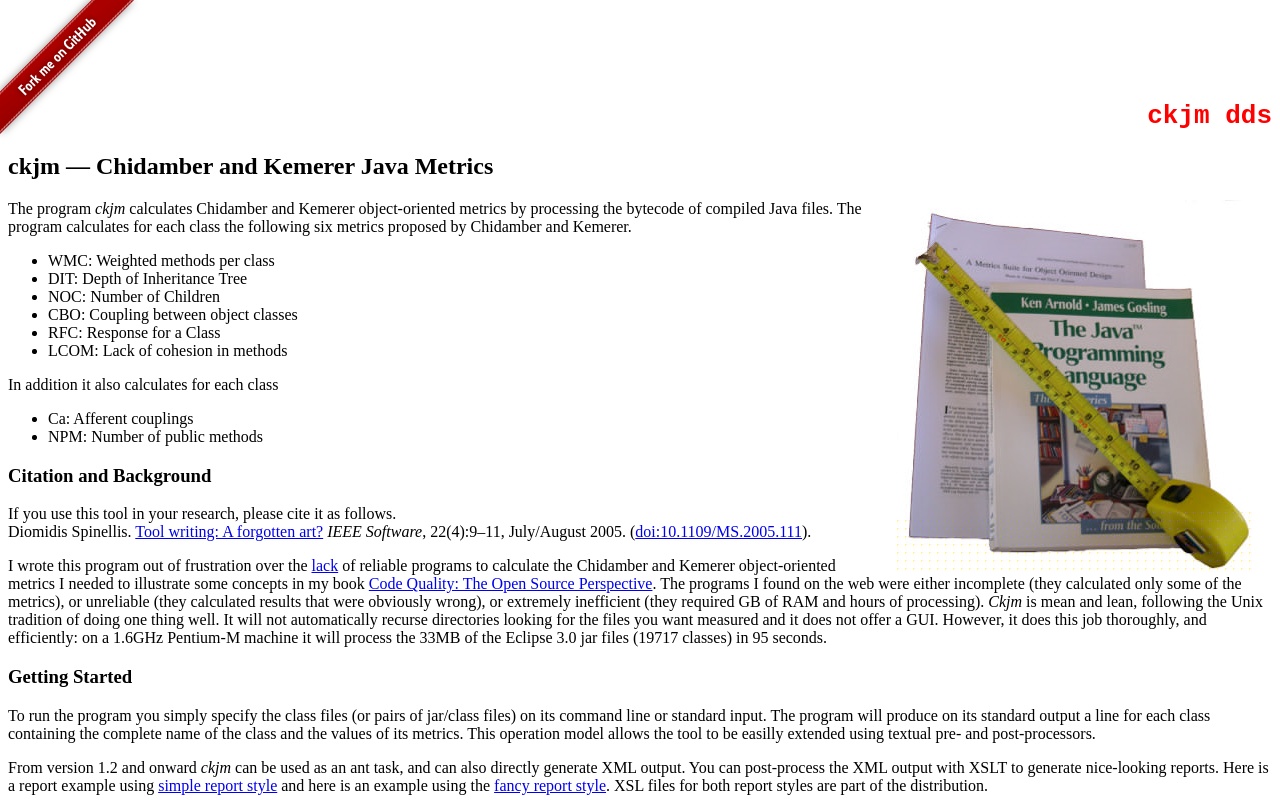 Fork me on GitHub
ckjm dds
ckjm — Chidamber and Kemerer Java Metrics
The program ckjm calculates Chidamber and Kemerer object-oriented metrics by processing the bytecode of compiled Java files. The
program calculates for each class the following six metrics proposed by Chidamber and Kemerer.
A Metrics Suite for Object Oriented Design
Ken Arnold • James Gosling
The Java™
Programming
Language
... from the
WMC: Weighted methods per class
DIT: Depth of Inheritance Tree
NOC: Number of Children
CBO: Coupling between object classes
RFC: Response for a Class
LCOM: Lack of cohesion in methods
In addition it also calculates for each class
Ca: Afferent couplings
NPM: Number of public methods
Citation and Background
If you use this tool in your research, please cite it as follows.
Diomidis Spinellis. Tool writing: A forgotten art? IEEE Software, 22(4):9–11, July/August 2005. (doi:10.1109/MS.2005.111).
I wrote this program out of frustration over the lack of reliable programs to calculate the Chidamber and Kemerer object-oriented
metrics I needed to illustrate some concepts in my book Code Quality: The Open Source Perspective. The programs I found on the web were either incomplete (they calculated only some of the
metrics), or unreliable (they calculated results that were obviously wrong), or extremely inefficient (they required GB of RAM and hours of processing). Ckjm is mean and lean, following the Unix
tradition of doing one thing well. It will not automatically recurse directories looking for the files you want measured and it does not offer a GUI. However, it does this job thoroughly, and
efficiently: on a 1.6GHz Pentium-M machine it will process the 33MB of the Eclipse 3.0 jar files (19717 classes) in 95 seconds.
Getting Started
To run the program you simply specify the class files (or pairs of jar/class files) on its command line or standard input. The program will produce on its standard output a line for each class
containing the complete name of the class and the values of its metrics. This operation model allows the tool to be easilly extended using textual pre- and post-processors.
From version 1.2 and onward ckjm can be used as an ant task, and can also directly generate XML output. You can post-process the XML output with XSLT to generate nice-looking reports. Here is
a report example using simple report style and here is an example using the fancy report style. XSL files for both report styles are part of the distribution.